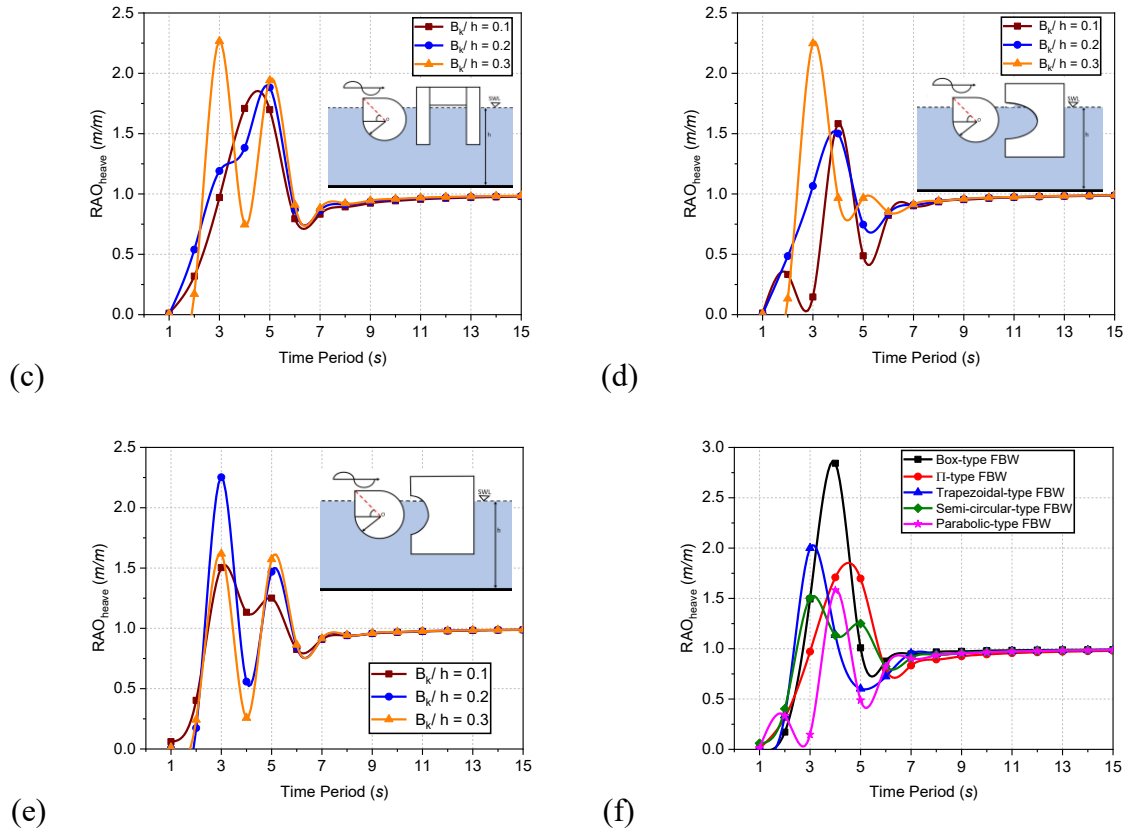 2.5
2.0
1.5
1.0
0.5
0.0
RAO_heave (m/m)
B_k/ h = 0.1
B_k/ h = 0.2
B_k/ h = 0.3
SWL
h
o
1 3 5 7 9 11 13 15
Time Period (s)
(c)
2.5
2.0
1.5
1.0
0.5
0.0
RAO_heave (m/m)
B_k/ h = 0.1
B_k/ h = 0.2
B_k/ h = 0.3
SWL
h
o
1 3 5 7 9 11 13 15
Time Period (s)
(d)
2.5
2.0
1.5
1.0
0.5
0.0
RAO_heave (m/m)
SWL
h
o
B_k/ h = 0.1
B_k/ h = 0.2
B_k/ h = 0.3
1 3 5 7 9 11 13 15
Time Period (s)
(e)
3.0
2.5
2.0
1.5
1.0
0.5
0.0
RAO_heave (m/m)
Box-type FBW
Π-type FBW
Trapezoidal-type FBW
Semi-circular-type FBW
Parabolic-type FBW
1 3 5 7 9 11 13 15
Time Period (s)
(f)